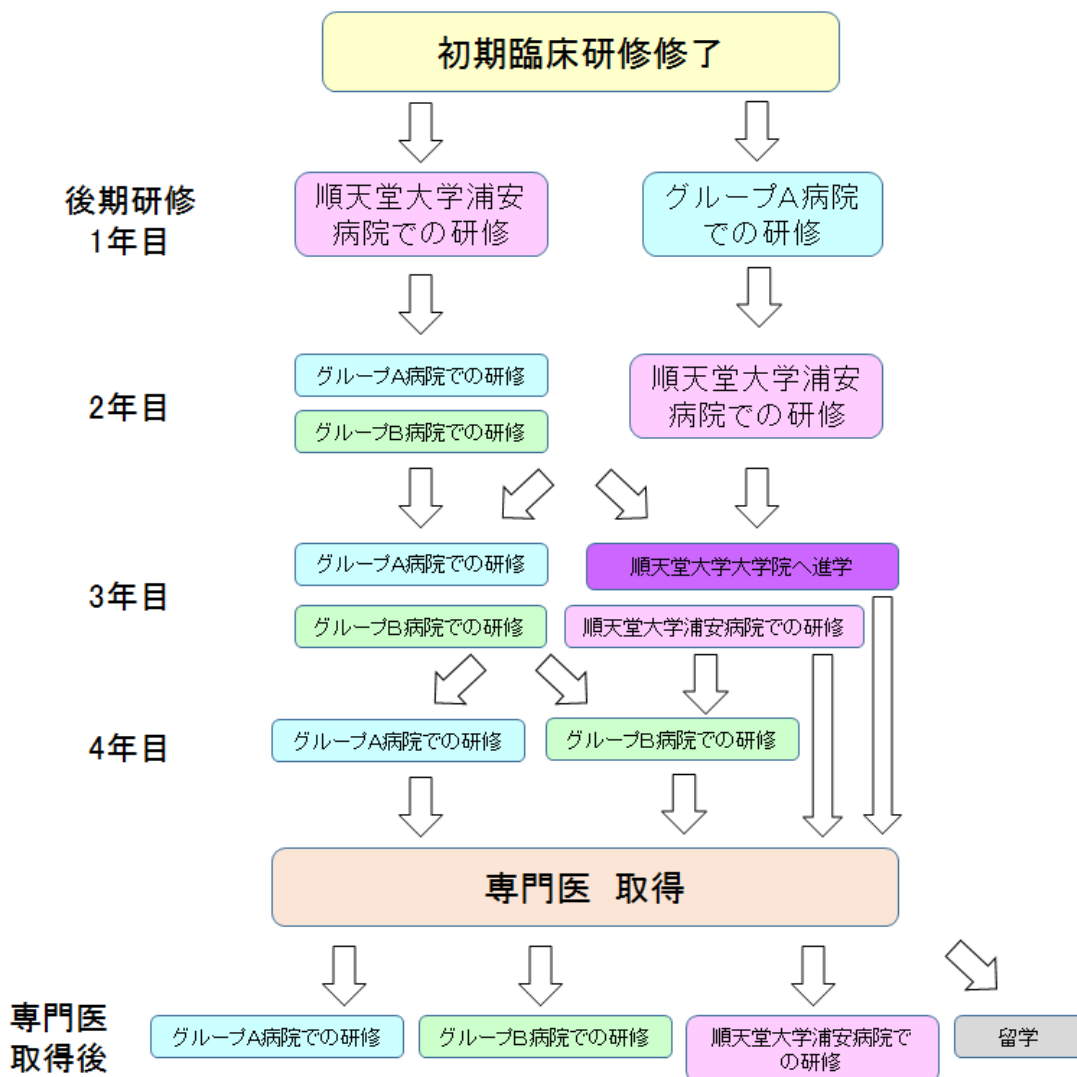 初期臨床研修修了
後期研修
1年目
順天堂大学浦安
病院での研修
グループA病院
での研修
2年目
グループA病院での研修
グループB病院での研修
順天堂大学浦安
病院での研修
3年目
グループA病院での研修
順天堂大学大学院へ進学
グループB病院での研修
順天堂大学浦安病院での研修
4年目
グループA病院での研修
グループB病院での研修
専門医 取得
専門医
取得後
グループA病院での研修
グループB病院での研修
順天堂大学浦安病院で
の研修
留学